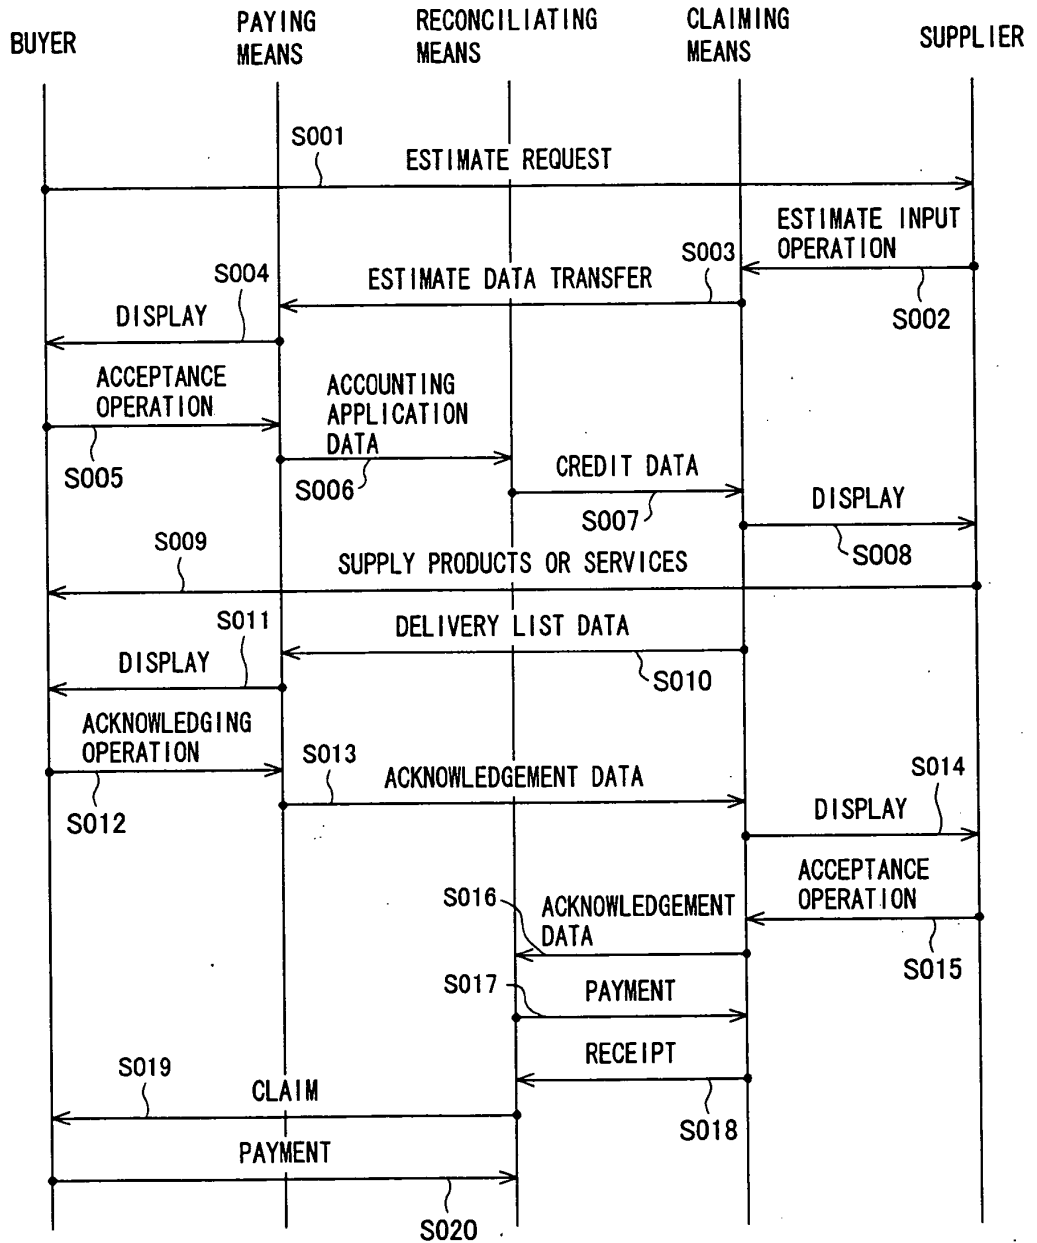 BUYER
PAYING
MEANS
RECONCILIATING
MEANS
CLAIMING
MEANS
SUPPLIER
S001
ESTIMATE REQUEST
ESTIMATE INPUT
OPERATION
S002
S003
ESTIMATE DATA TRANSFER
S004
DISPLAY
ACCEPTANCE
OPERATION
S005
ACCOUNTING
APPLICATION
DATA
S006
CREDIT DATA
S007
DISPLAY
S008
S009
SUPPLY PRODUCTS OR SERVICES
DELIVERY LIST DATA
S010
S011
DISPLAY
ACKNOWLEDGING
OPERATION
S012
S013
ACKNOWLEDGEMENT DATA
S014
DISPLAY
ACCEPTANCE
OPERATION
S015
S016
ACKNOWLEDGEMENT
DATA
S017
PAYMENT
RECEIPT
S018
S019
CLAIM
PAYMENT
S020